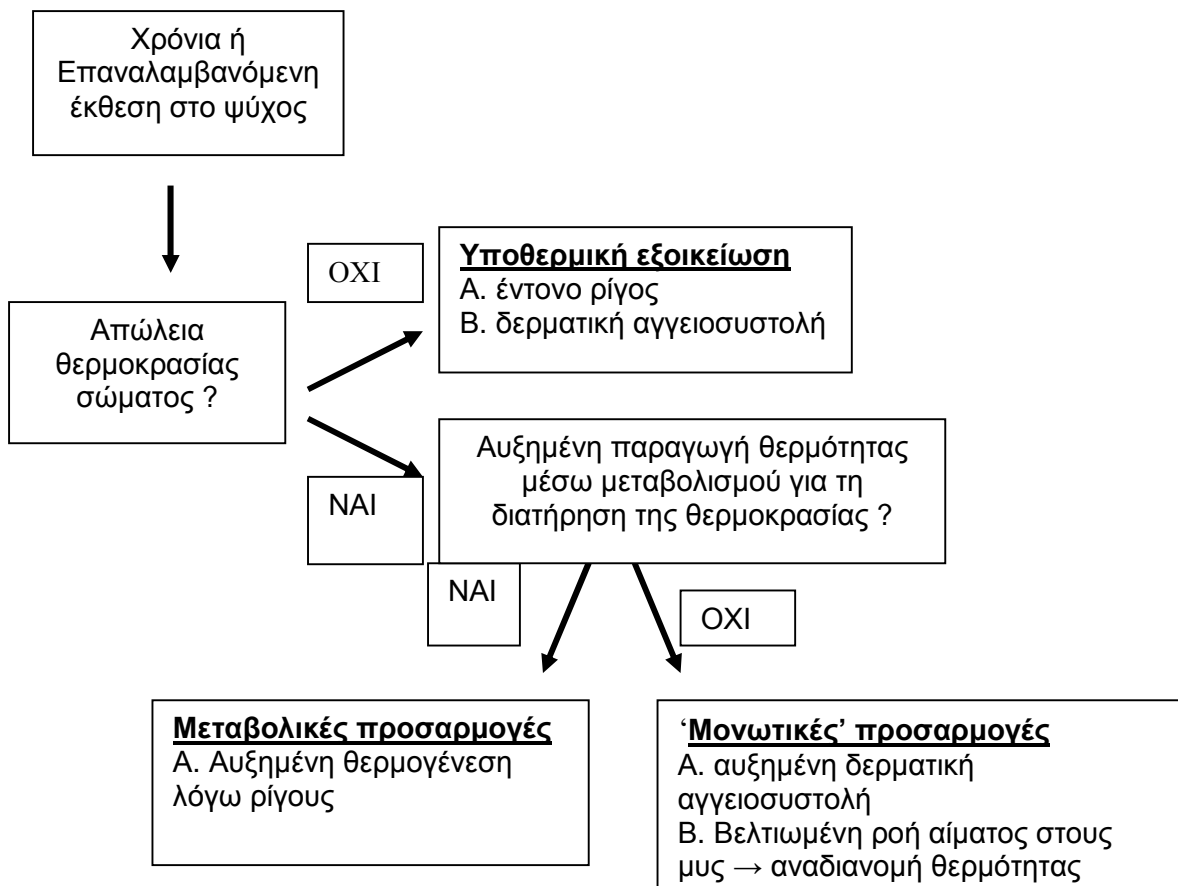 Χρόνια ή
Επαναλαμβανόμενη
έκθεση στο ψύχος
ΟΧΙ
Υποθερμική εξοικείωση
Α. έντονο ρίγος
Β. δερματική αγγειοσυστολή
Απώλεια
θερμοκρασίας
σώματος ?
ΝΑΙ
Αυξημένη παραγωγή θερμότητας
μέσω μεταβολισμού για τη
διατήρηση της θερμοκρασίας ?
ΝΑΙ
ΟΧΙ
Μεταβολικές προσαρμογές
Α. Αυξημένη θερμογένεση
λόγω ρίγους
‘Μονωτικές’ προσαρμογές
Α. αυξημένη δερματική
αγγειοσυστολή
Β. Βελτιωμένη ροή αίματος στους
μυς → αναδιανομή θερμότητας